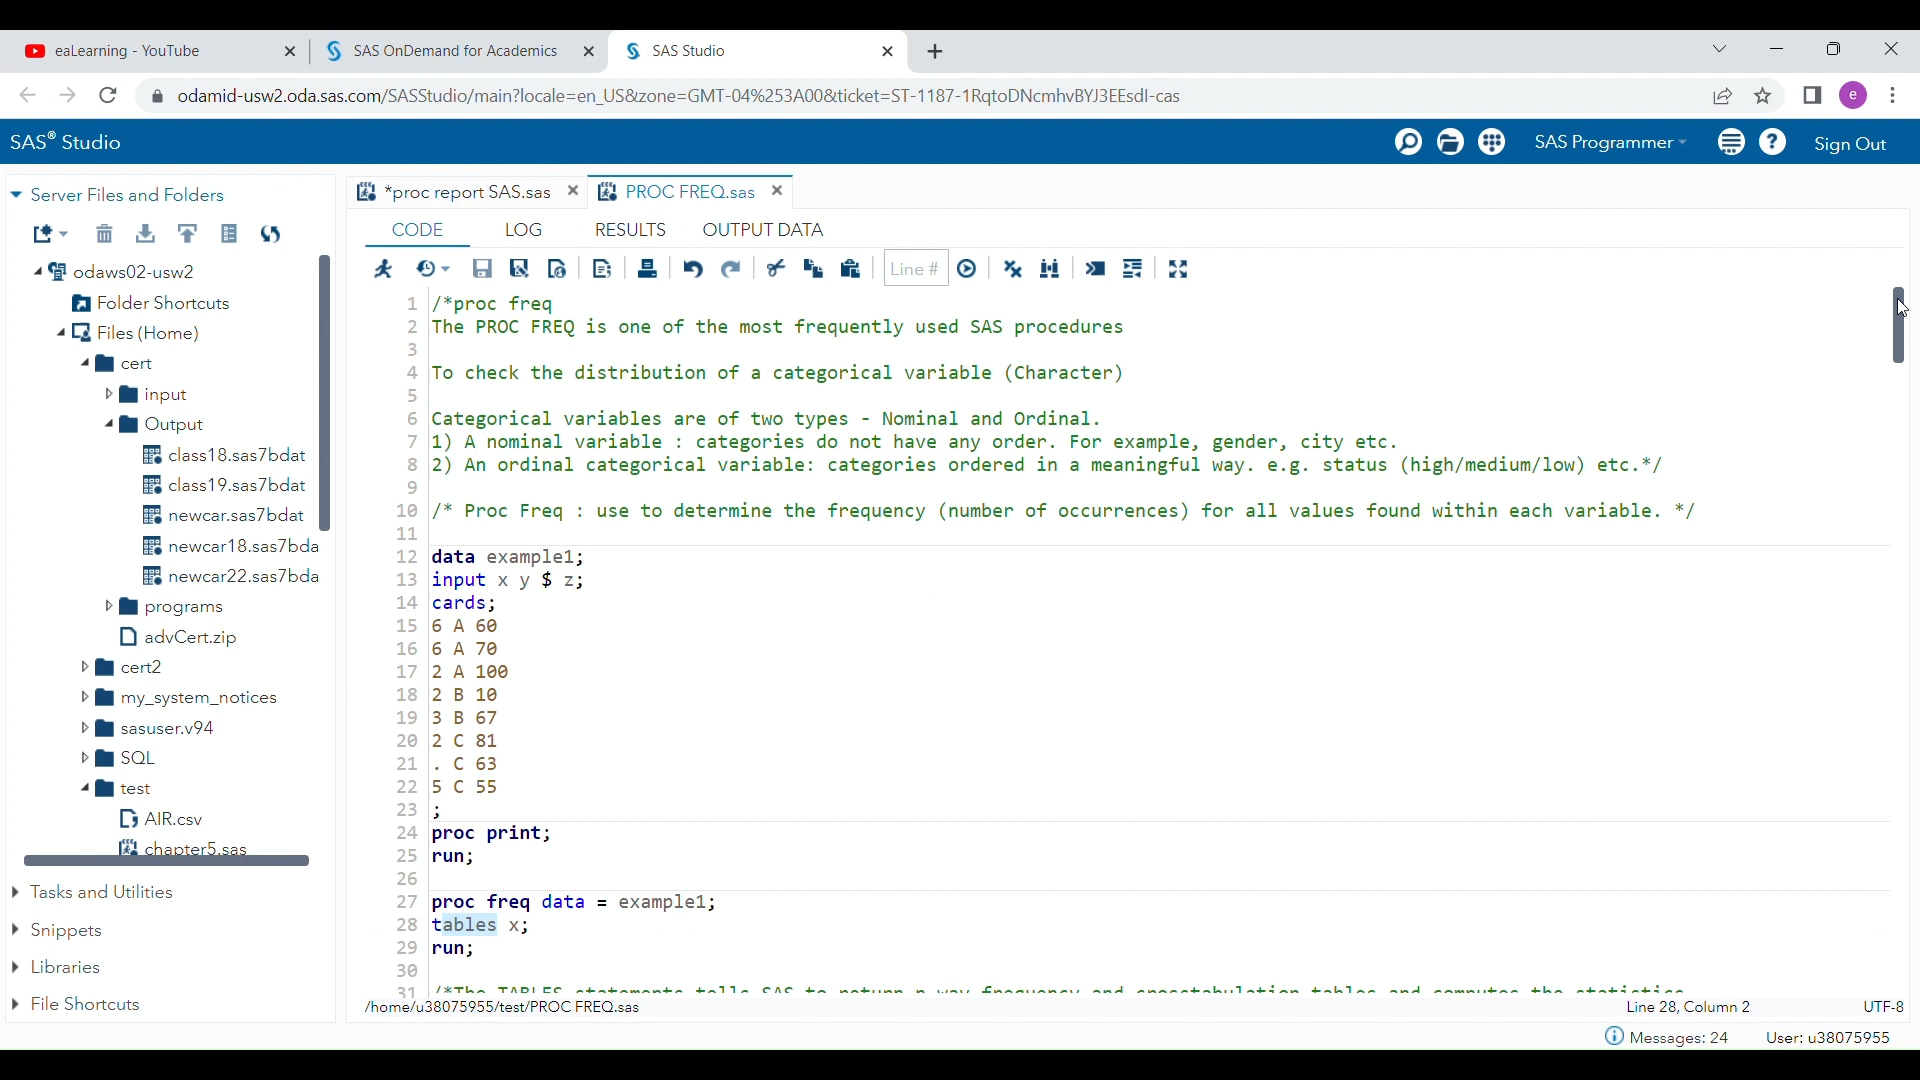 eaLearning - YouTube
SAS OnDemand for Academics
SAS Studio
odamid-usw2.oda.sas.com/SASStudio/main?locale=en_US&zone=GMT-04%253A00&ticket=ST-1187-1RqtoDNcmhvBYJ3EEsdl-cas
e
SAS® Studio
SAS Programmer
Sign Out
Server Files and Folders
odaws02-usw2
Folder Shortcuts
Files (Home)
cert
input
Output
class18.sas7bdat
class19.sas7bdat
newcar.sas7bdat
newcar18.sas7bda
newcar22.sas7bda
programs
advCert.zip
cert2
my_system_notices
sasuser.v94
SQL
test
AIR.csv
chapter5.sas
Tasks and Utilities
Snippets
Libraries
File Shortcuts
*proc report SAS.sas
PROC FREQ.sas
CODE LOG RESULTS OUTPUT DATA
Line #
1 /*proc freq
2 The PROC FREQ is one of the most frequently used SAS procedures
3
4 To check the distribution of a categorical variable (Character)
5
6 Categorical variables are of two types - Nominal and Ordinal.
7 1) A nominal variable : categories do not have any order. For example, gender, city etc.
8 2) An ordinal categorical variable: categories ordered in a meaningful way. e.g. status (high/medium/low) etc.*/
9
10 /* Proc Freq : use to determine the frequency (number of occurrences) for all values found within each variable. */
11
12 data example1;
13 input x y $ z;
14 cards;
15 6 A 60
16 6 A 70
17 2 A 100
18 2 B 10
19 3 B 67
20 2 C 81
21 . C 63
22 5 C 55
23 ;
24 proc print;
25 run;
26
27 proc freq data = example1;
28 tables x;
29 run;
30
31 /*The TABLES statements tells SAS to return n-way frequency and crosstabulation tables and computes the statistics
/home/u38075955/test/PROC FREQ.sas
Line 28, Column 2
UTF-8
Messages: 24
User: u38075955